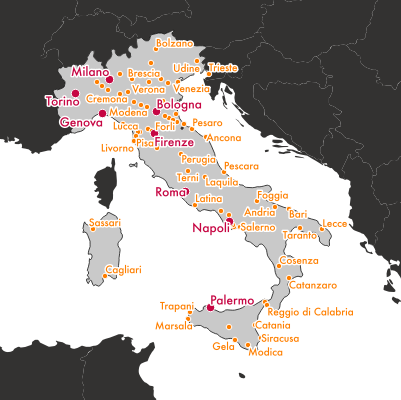 Bolzano
Udine
Trieste
Milano
Brescia
Verona
Venezia
Torino
Cremona
Bologna
Modena
Genova
Lucca
Forlì
Pesaro
Pisa
Firenze
Ancona
Livorno
Perugia
Terni
Pescara
Laquila
Roma
Latina
Foggia
Andria
Bari
Sassari
Napoli
Salerno
Taranto
Lecce
Cagliari
Cosenza
Catanzaro
Trapani
Palermo
Reggio di Calabria
Marsala
Catania
Siracusa
Gela
Modica